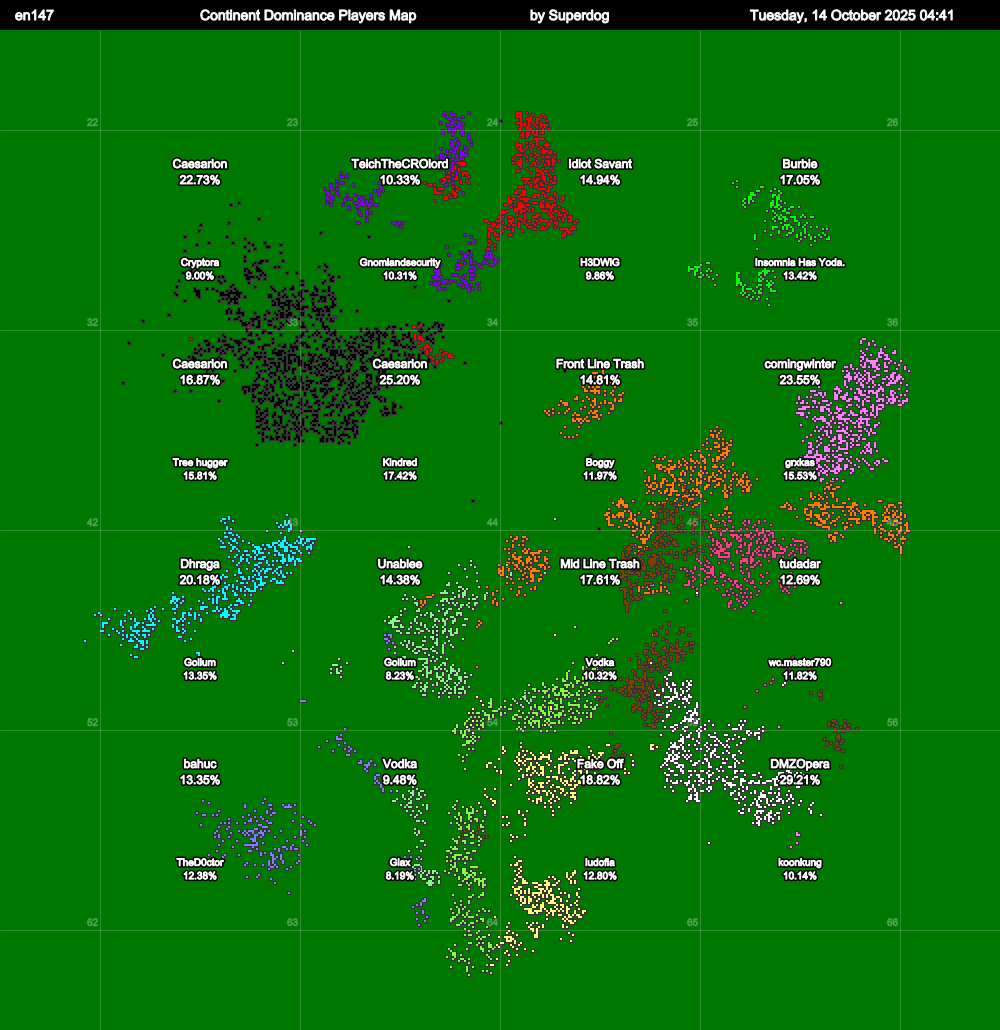 en147 Continent Dominance Players Map by Superdog Tuesday, 14 October 2025 04:41
22 23 24 25 26
Caesarion TeichTheCROlord Idiot Savant Burbie
22.73% 10.33% 14.94% 17.05%
Cryptora Gnomlandsecurity H3DWIG Insomnia Has Yoda.
9.00% 10.31% 9.86% 13.42%
32 33 34 35 36
Caesarion Caesarion Front Line Trash comingwinter
16.87% 25.20% 14.81% 23.55%
Tree hugger Kindred Boggy grxkas
15.81% 17.42% 11.97% 15.53%
42 43 44 45 46
Dhraga Unablee Mid Line Trash tudadar
20.18% 14.38% 17.61% 12.69%
Gollum Gollum Vodka wc.master790
13.35% 8.23% 10.32% 11.82%
52 53 54 56
bahuc Vodka Fake Off DMZOpera
13.35% 9.48% 18.82% 29.21%
TheD0ctor Glax ludofla koonkung
12.38% 8.19% 12.80% 10.14%
62 63 64 65 66